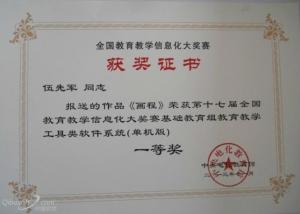 全国教育教学信息化大奖赛
获奖证书
伍先军 同志
报送的作品《画程》荣获第十七届全国
教育教学信息化大奖赛基础教育组教育教学
工具类软件系统(单机版)
一等奖